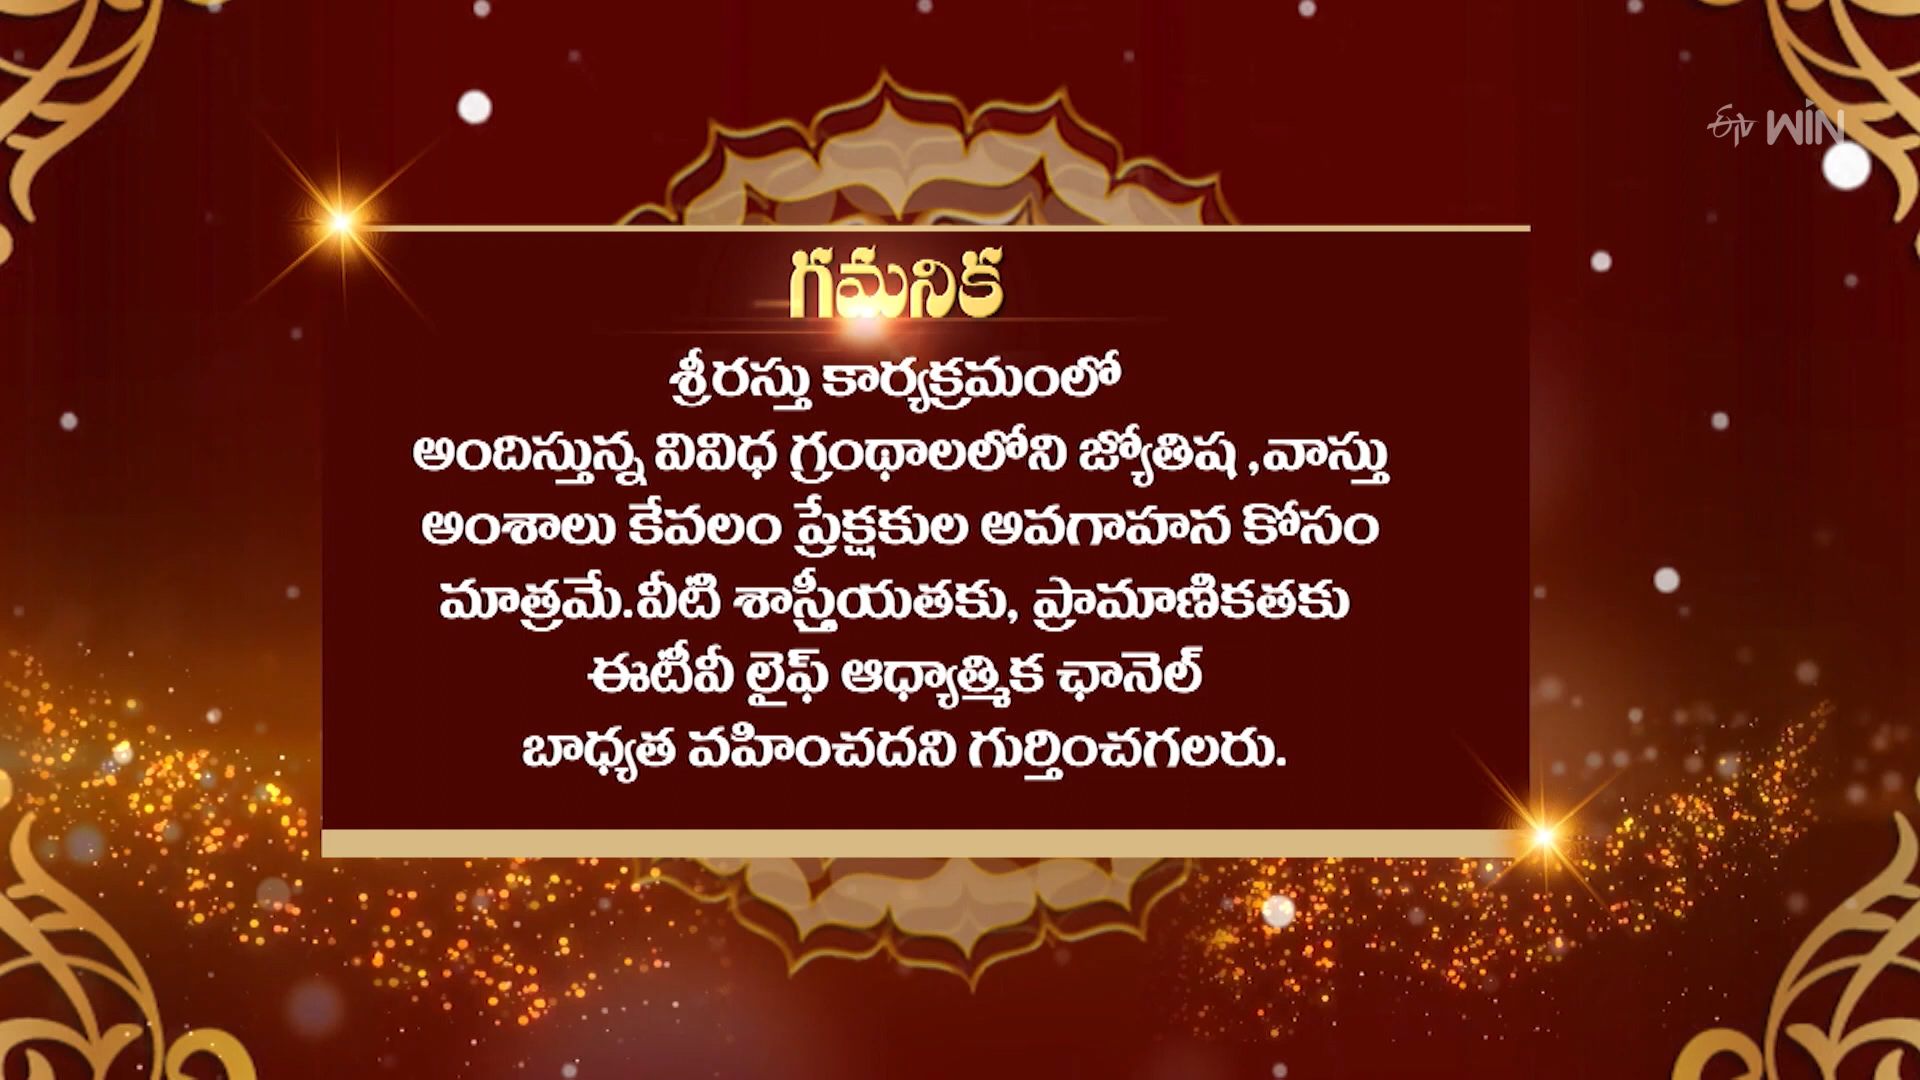 ఈటీవీ WIN
గమనిక
శ్రీరస్తు కార్యక్రమంలో
అందిస్తున్న వివిధ గ్రంథాలలోని జ్యోతిష ,వాస్తు
అంశాలు కేవలం ప్రేక్షకుల అవగాహన కోసం
మాత్రమే.వీటి శాస్త్రీయతకు, ప్రామాణికతకు
ఈటీవీ లైఫ్ ఆధ్యాత్మిక ఛానెల్
బాధ్యత వహించదని గుర్తించగలరు.